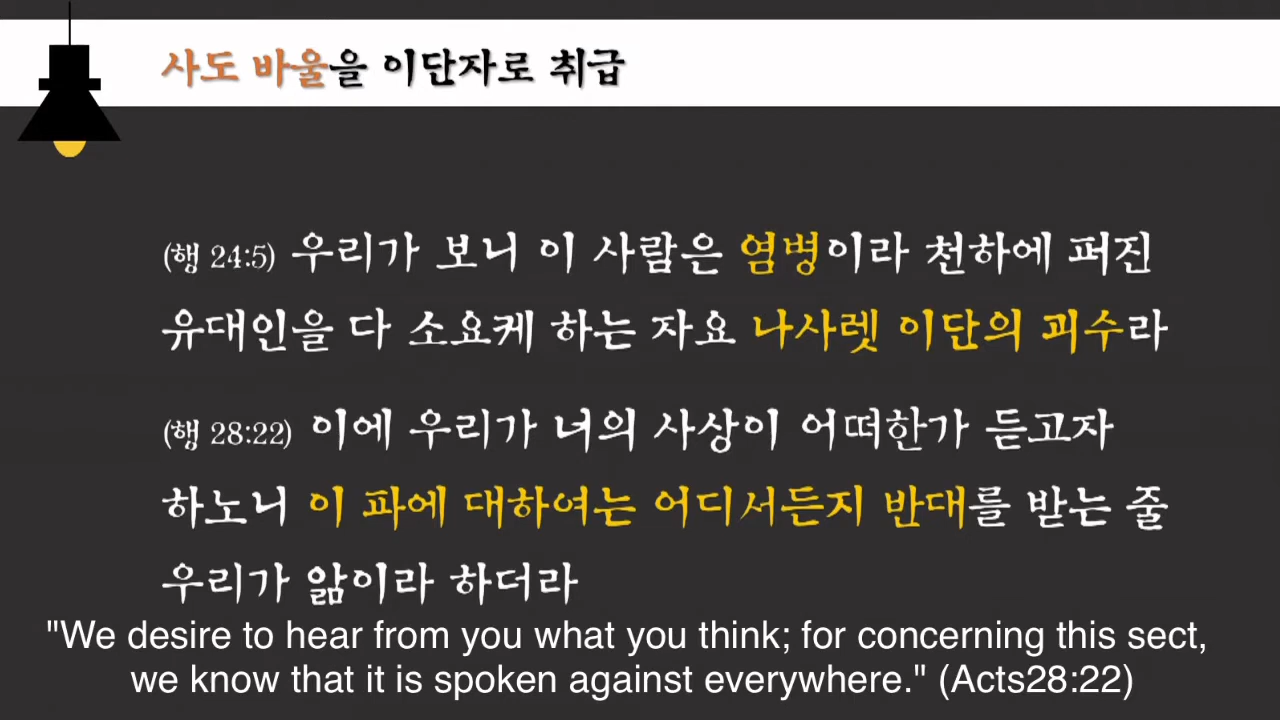 사도 바울을 이단자로 취급
(행 24:5) 우리가 보니 이 사람은 염병이라 천하에 퍼진
유대인을 다 소요케 하는 자요 나사렛 이단의 괴수라
(행 28:22) 이에 우리가 너의 사상이 어떠한가 듣고자
하노니 이 파에 대하여는 어디서든지 반대를 받는 줄
우리가 앎이라 하더라
"We desire to hear from you what you think; for concerning this sect,
we know that it is spoken against everywhere." (Acts28:22)